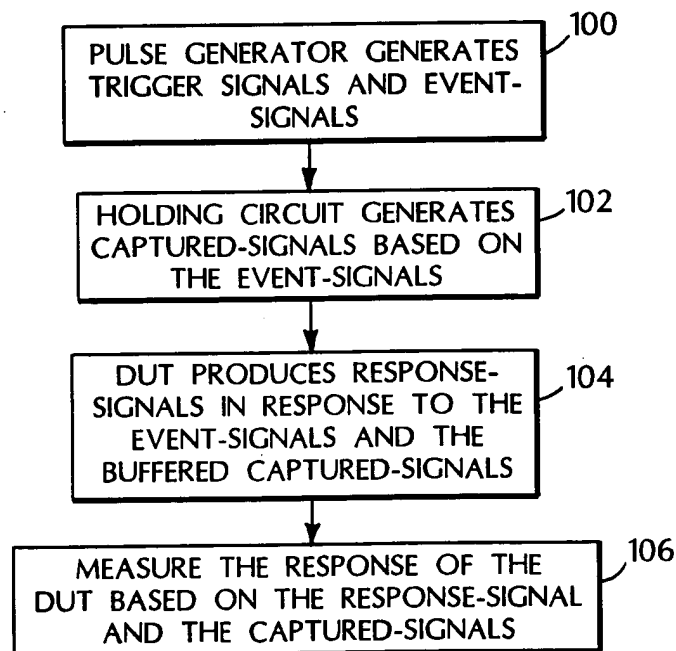 100
PULSE GENERATOR GENERATES
TRIGGER SIGNALS AND EVENT-
SIGNALS
102
HOLDING CIRCUIT GENERATES
CAPTURED-SIGNALS BASED ON
THE EVENT-SIGNALS
104
DUT PRODUCES RESPONSE-
SIGNALS IN RESPONSE TO THE
EVENT-SIGNALS AND THE
BUFFERED CAPTURED-SIGNALS
106
MEASURE THE RESPONSE OF THE
DUT BASED ON THE RESPONSE-SIGNAL
AND THE CAPTURED-SIGNALS